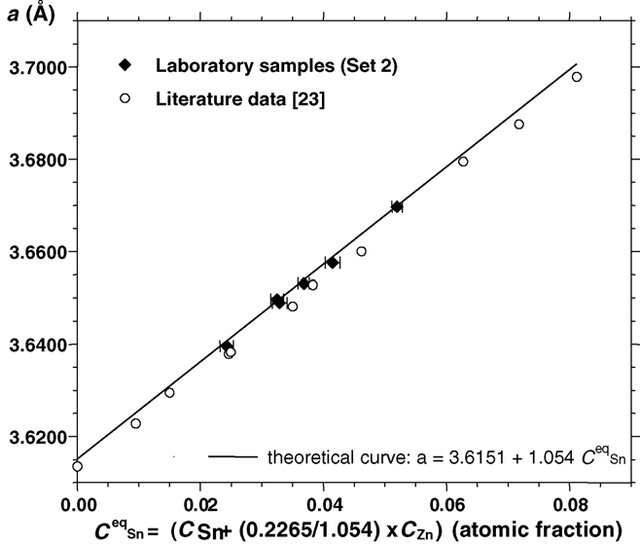 a (Å)
3.7000
3.6800
3.6600
3.6400
3.6200
Laboratory samples (Set 2)
Literature data [23]
theoretical curve: a = 3.6151 + 1.054 C^eq_Sn
0.00 0.02 0.04 0.06 0.08
C^eq_Sn = (C_Sn+ (0.2265/1.054) x C_Zn) (atomic fraction)